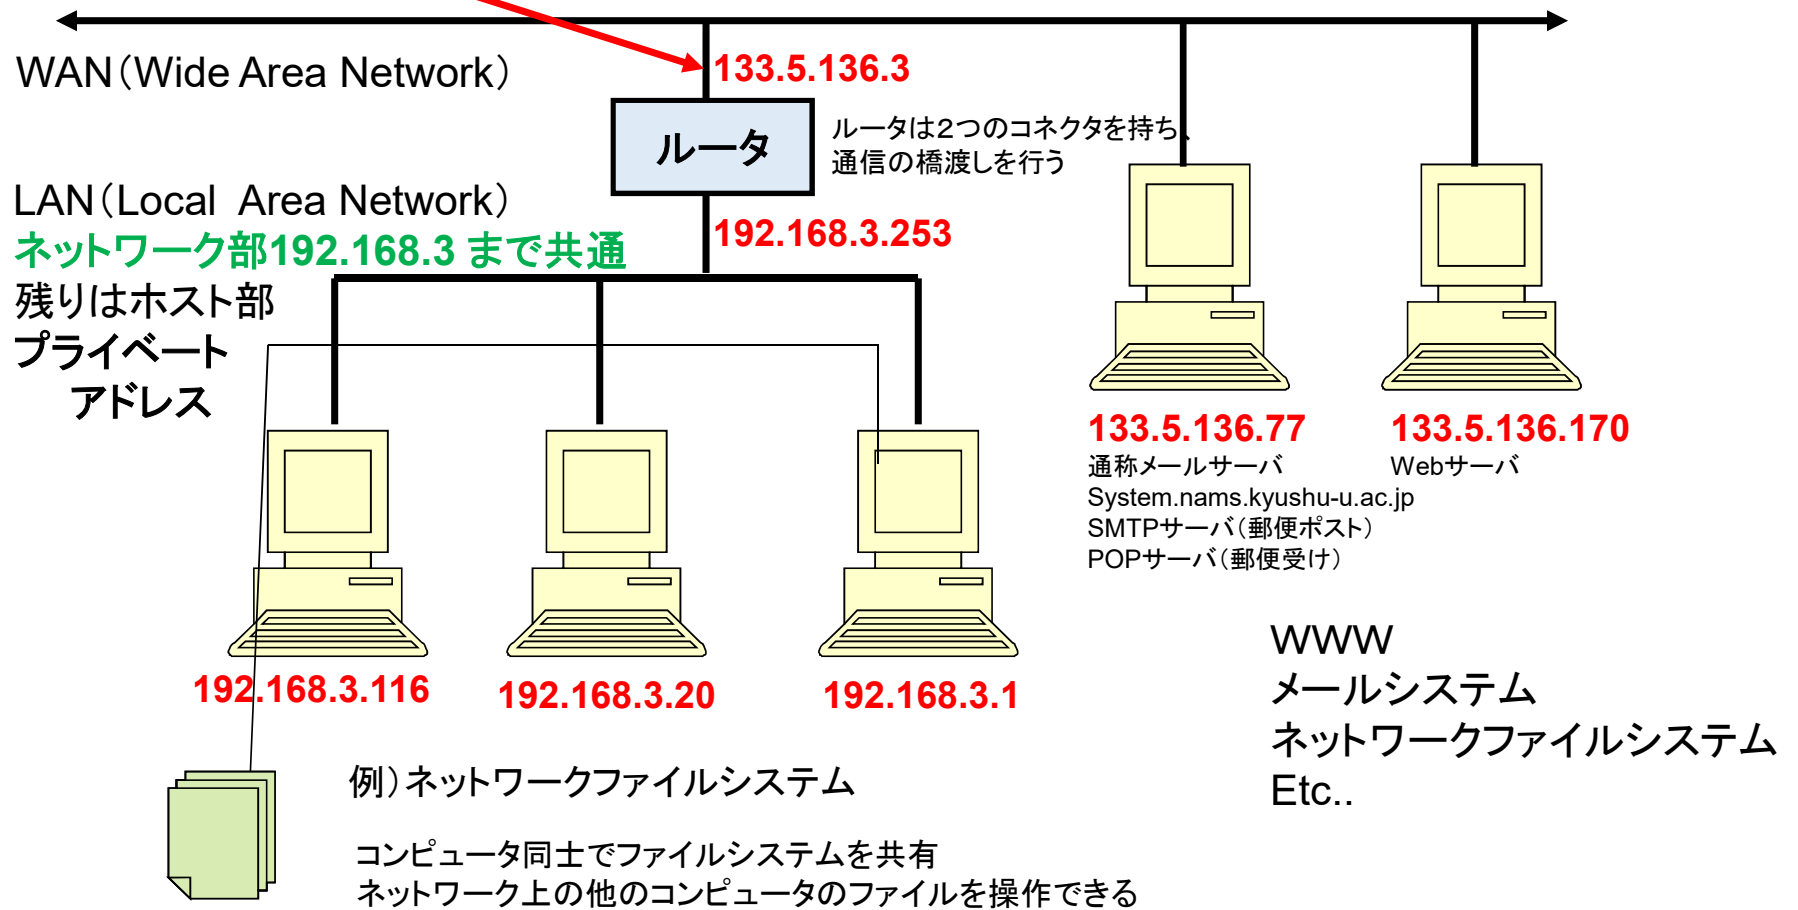 WAN（Wide Area Network）
133.5.136.3
ルータ
ルータは２つのコネクタを持ち、
通信の橋渡しを行う
LAN（Local Area Network）
ネットワーク部192.168.3 まで共通
残りはホスト部
プライベート
アドレス
192.168.3.253
133.5.136.77
通称メールサーバ
System.nams.kyushu-u.ac.jp
SMTPサーバ（郵便ポスト）
POPサーバ（郵便受け）
133.5.136.170
Webサーバ
192.168.3.116
192.168.3.20
192.168.3.1
WWW
メールシステム
ネットワークファイルシステム
Etc..
例）ネットワークファイルシステム
コンピュータ同士でファイルシステムを共有
ネットワーク上の他のコンピュータのファイルを操作できる